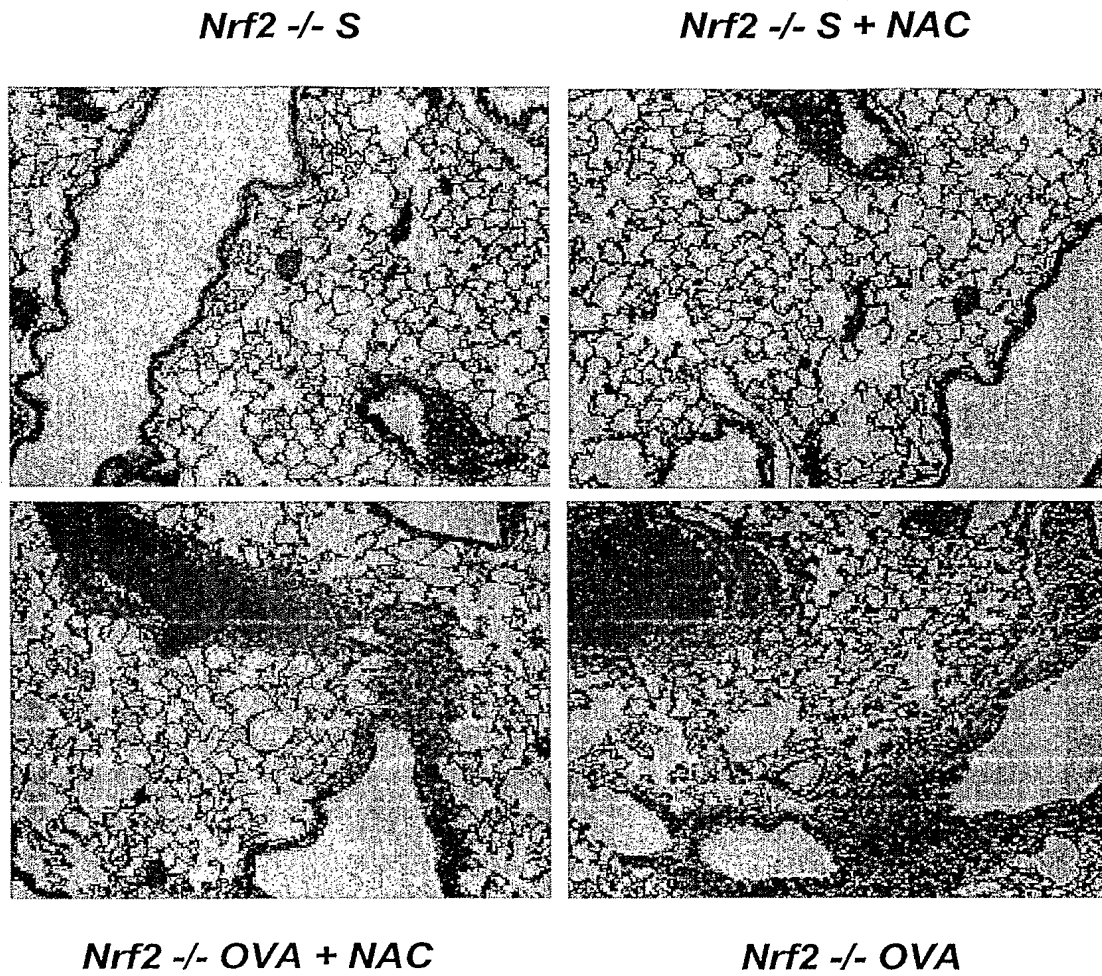 Nrf2 -/- S
Nrf2 -/- S + NAC
Nrf2 -/- OVA + NAC
Nrf2 -/- OVA